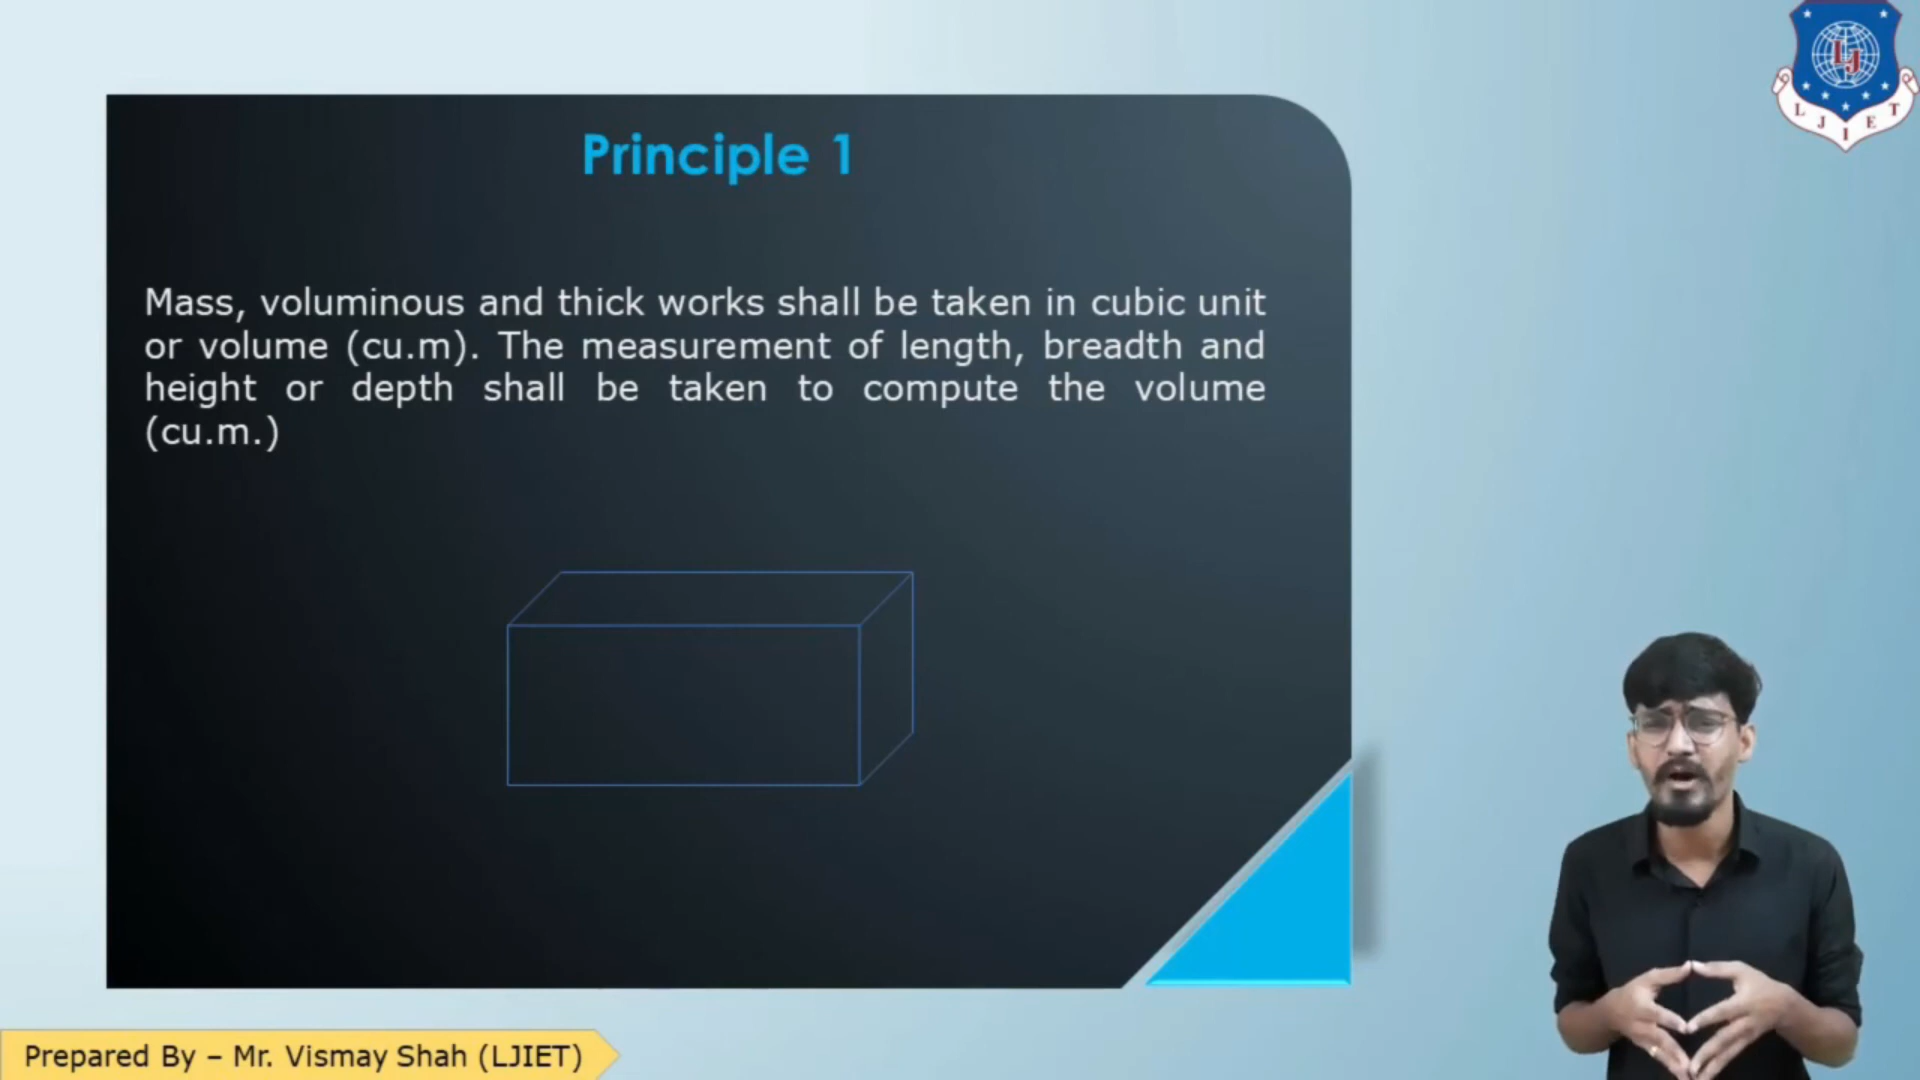 LJ
LJIET
Principle 1
Mass, voluminous and thick works shall be taken in cubic unit
or volume (cu.m). The measurement of length, breadth and
height or depth shall be taken to compute the volume
(cu.m.)
Prepared By – Mr. Vismay Shah (LJIET)